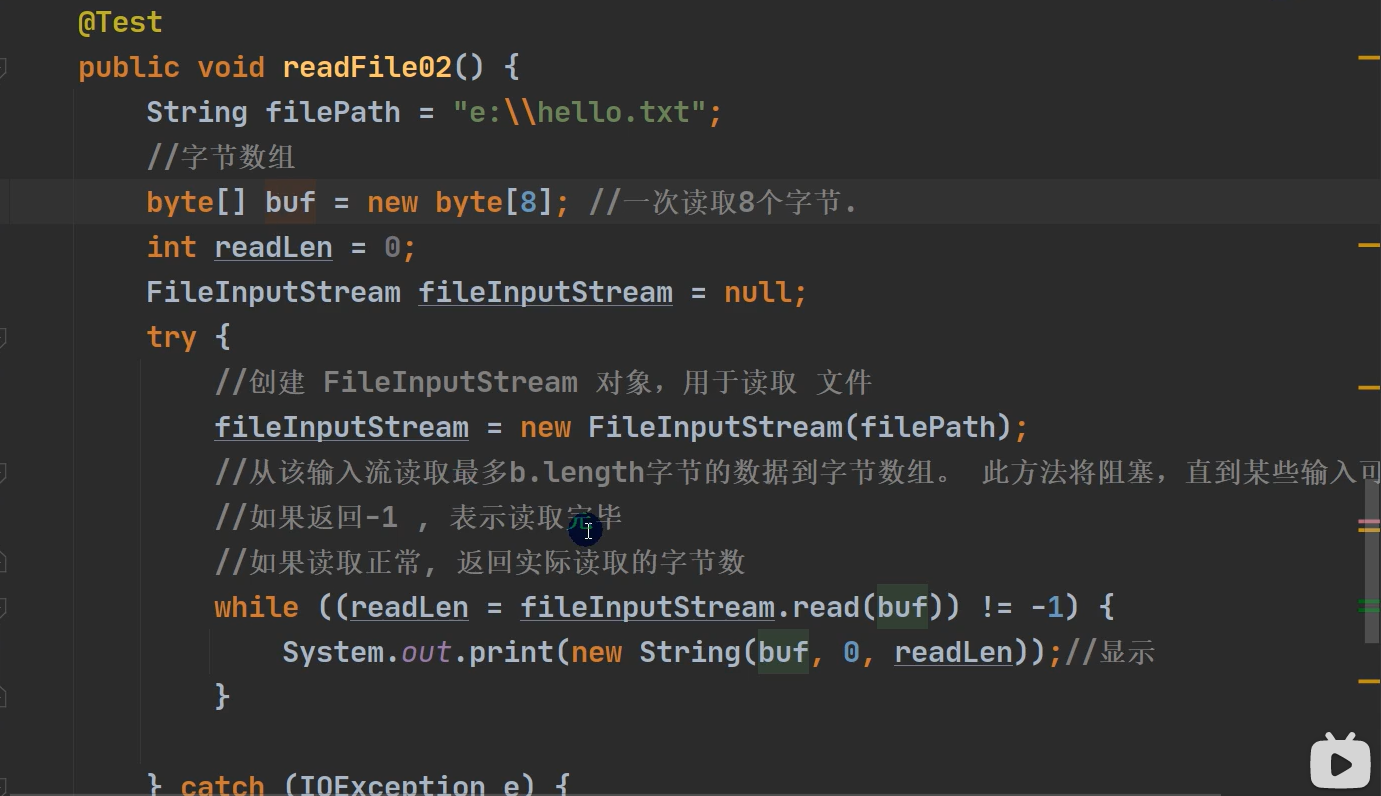 @Test
public void readFile02() {
String filePath = "e:\\hello.txt";
//字节数组
byte[] buf = new byte[8]; //一次读取8个字节.
int readLen = 0;
FileInputStream fileInputStream = null;
try {
//创建 FileInputStream 对象，用于读取 文件
fileInputStream = new FileInputStream(filePath);
//从该输入流读取最多b.length字节的数据到字节数组。 此方法将阻塞，直到某些输入可
//如果返回-1 , 表示读取完毕
//如果读取正常, 返回实际读取的字节数
while ((readLen = fileInputStream.read(buf)) != -1) {
System.out.print(new String(buf, 0, readLen));//显示
}
} catch (IOException e) {